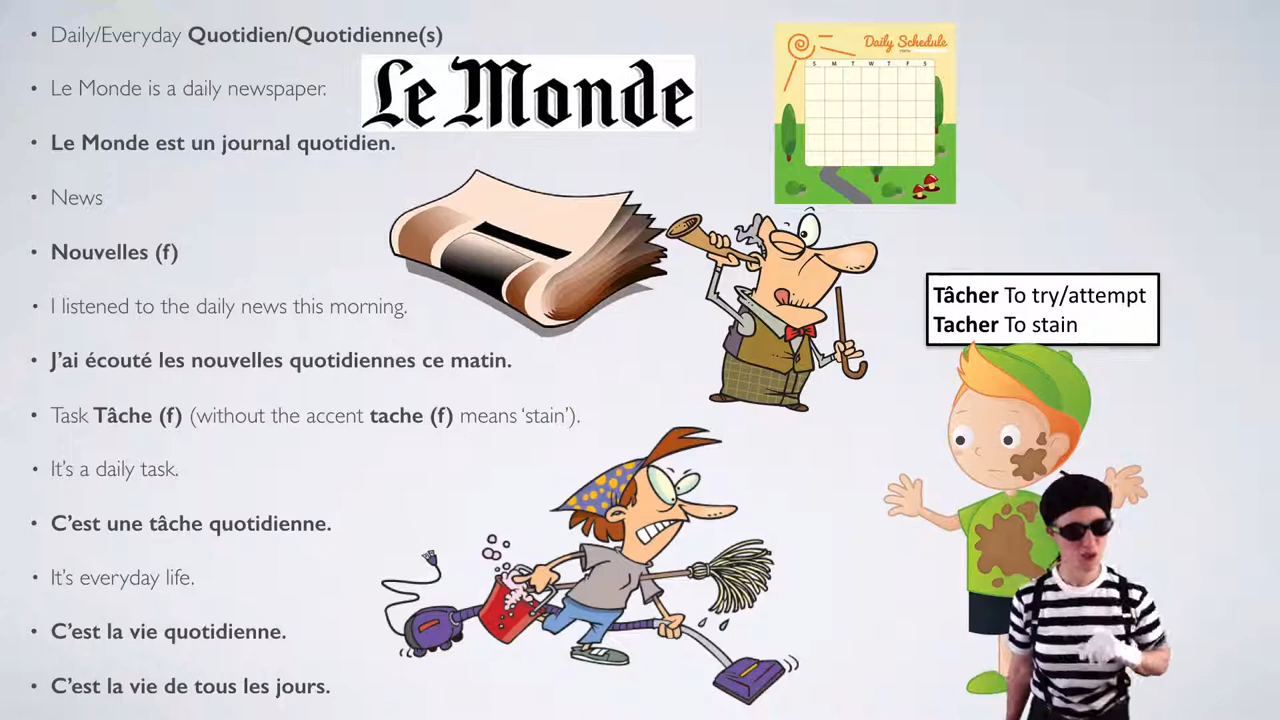 Daily/Everyday Quotidien/Quotidienne(s)
Le Monde is a daily newspaper.
Le Monde
Le Monde est un journal quotidien.
News
Nouvelles (f)
I listened to the daily news this morning.
J’ai écouté les nouvelles quotidiennes ce matin.
Task Tâche (f) (without the accent tache (f) means ‘stain’).
It’s a daily task.
C’est une tâche quotidienne.
It’s everyday life.
C’est la vie quotidienne.
C’est la vie de tous les jours.
Daily Schedule
S M T W T F S
Tâcher To try/attempt
Tacher To stain